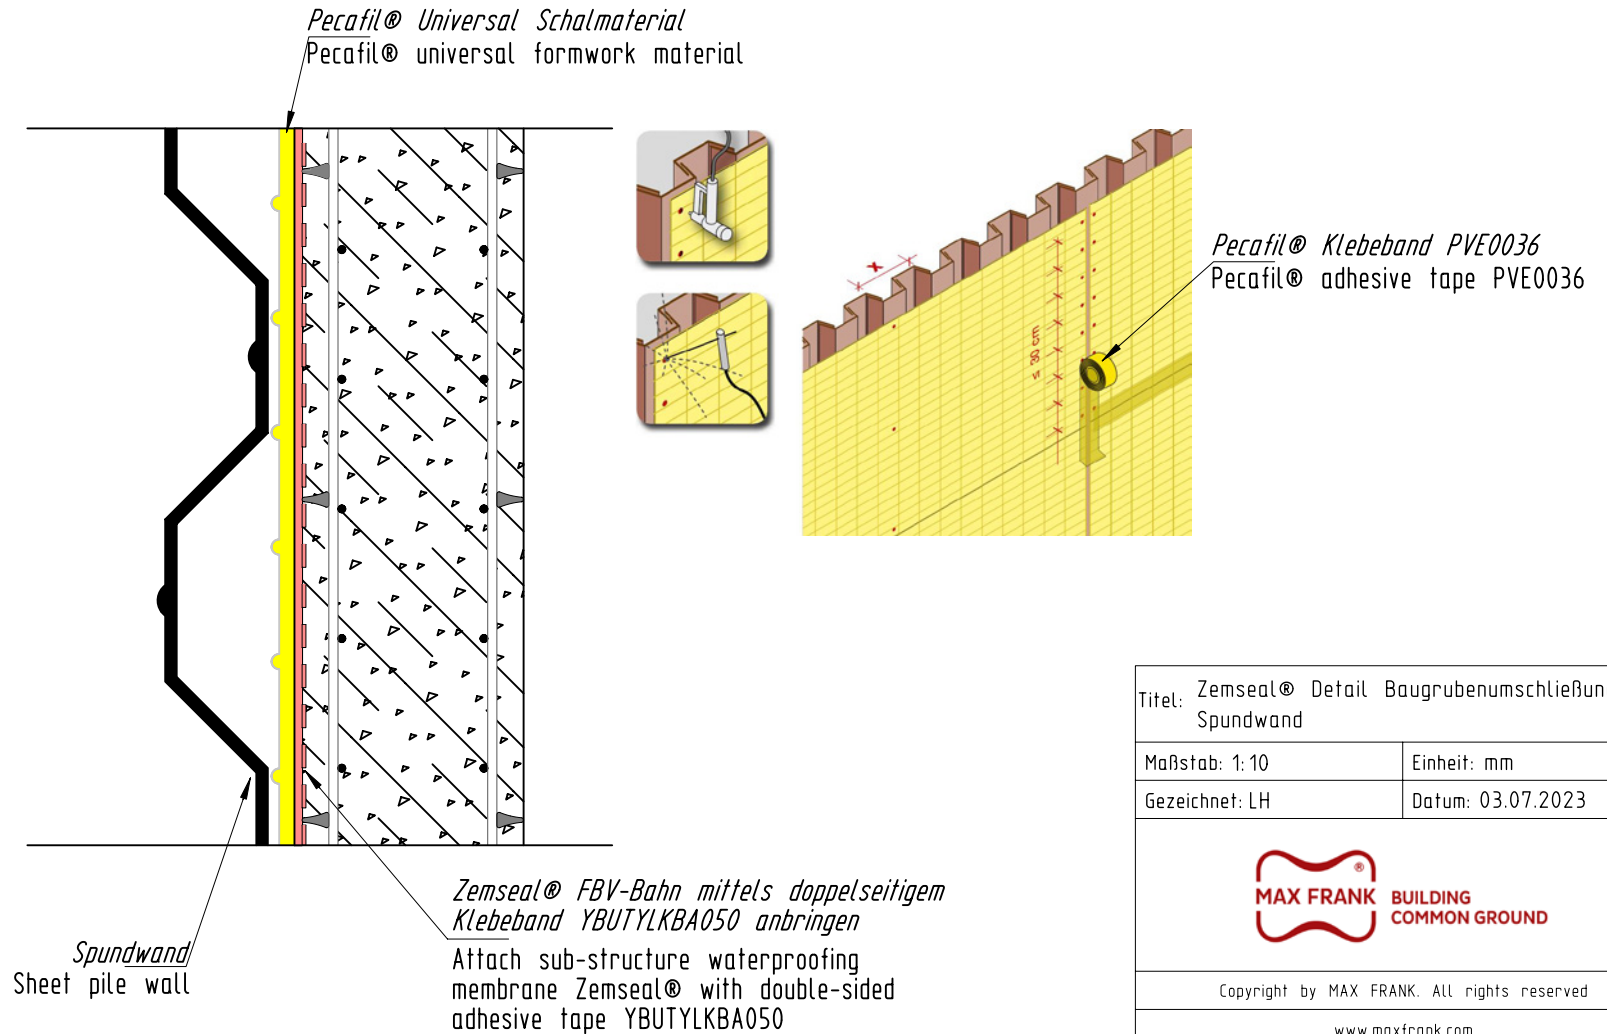 Pecafil® Universal Schalmaterial
Pecafil® universal formwork material
x
≤ 30 cm
Pecafil® Klebeband PVE0036
Pecafil® adhesive tape PVE0036
Spundwand
Sheet pile wall
Zemseal® FBV-Bahn mittels doppelseitigem
Klebeband YBUTYLKBA050 anbringen
Attach sub-structure waterproofing
membrane Zemseal® with double-sided
adhesive tape YBUTYLKBA050
Titel: Zemseal® Detail Baugrubenumschließun
Spundwand
Maßstab: 1:10
Einheit: mm
Gezeichnet: LH
Datum: 03.07.2023
MAX FRANK ®
BUILDING
COMMON GROUND
Copyright by MAX FRANK. All rights reserved
www.maxfrank.com